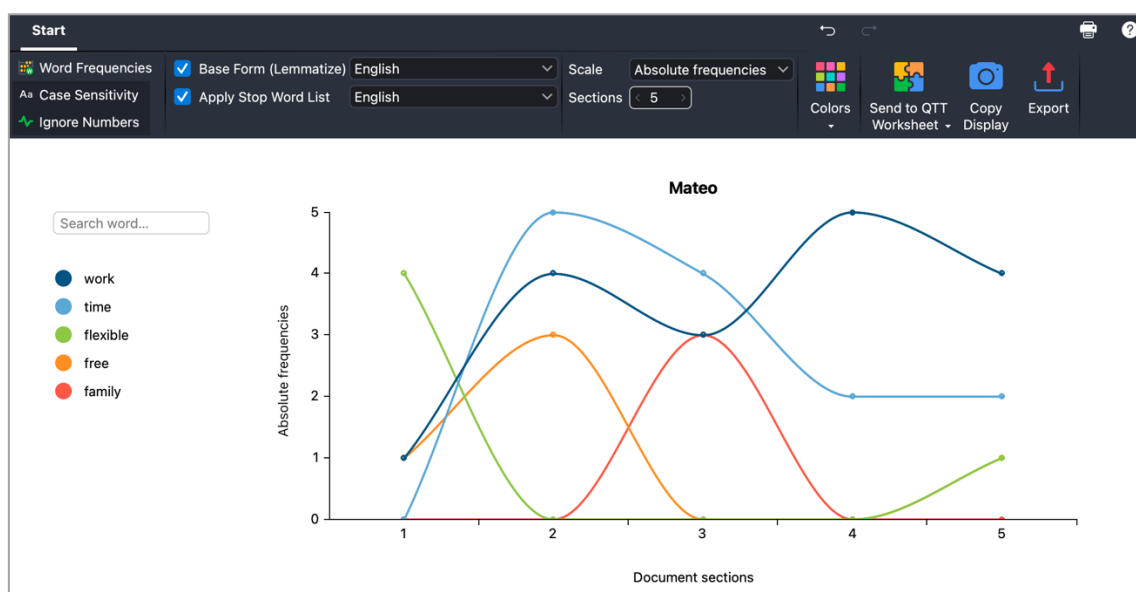 Start
Word Frequencies
Base Form (Lemmatize) English
Scale Absolute frequencies
Aa Case Sensitivity
Apply Stop Word List English
Sections 5
Ignore Numbers
Colors
Send to QTT
Worksheet
Copy
Display
Export
Mateo
Search word...
work
time
flexible
free
family
Absolute frequencies
5
4
3
2
1
0
1 2 3 4 5
Document sections